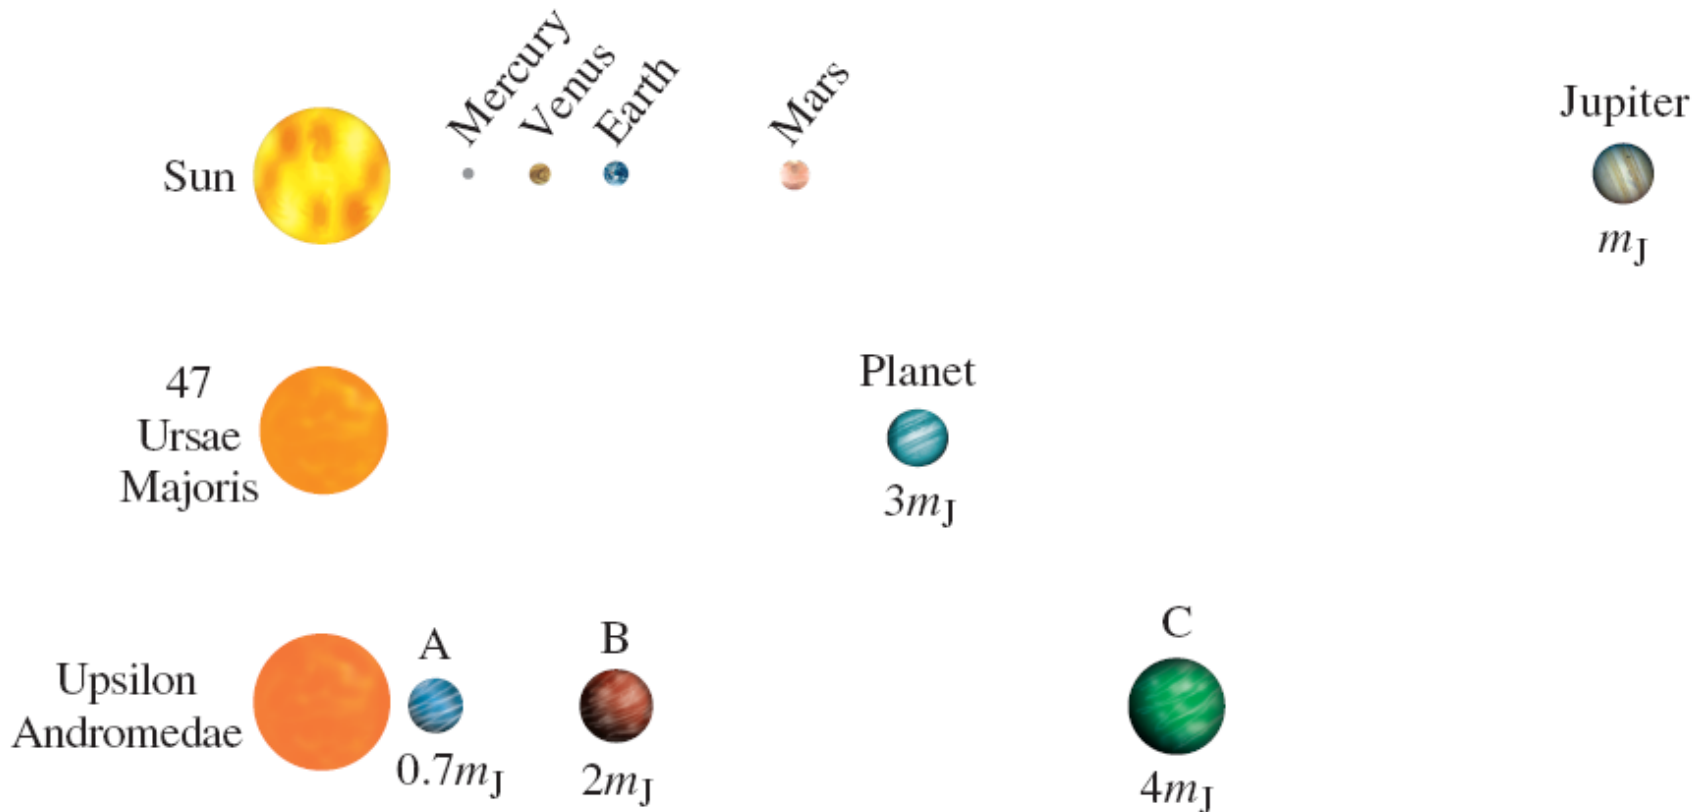 Mercury
Venus
Earth
Mars
Jupiter
Sun
mJ
47
Ursae
Majoris
Planet
3mJ
Upsilon
Andromedae
A
B
C
0.7mJ
2mJ
4mJ